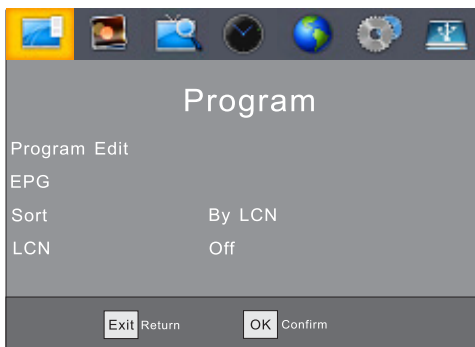 Program
Program Edit
EPG
Sort By LCN
LCN Off
Exit Return OK Confirm